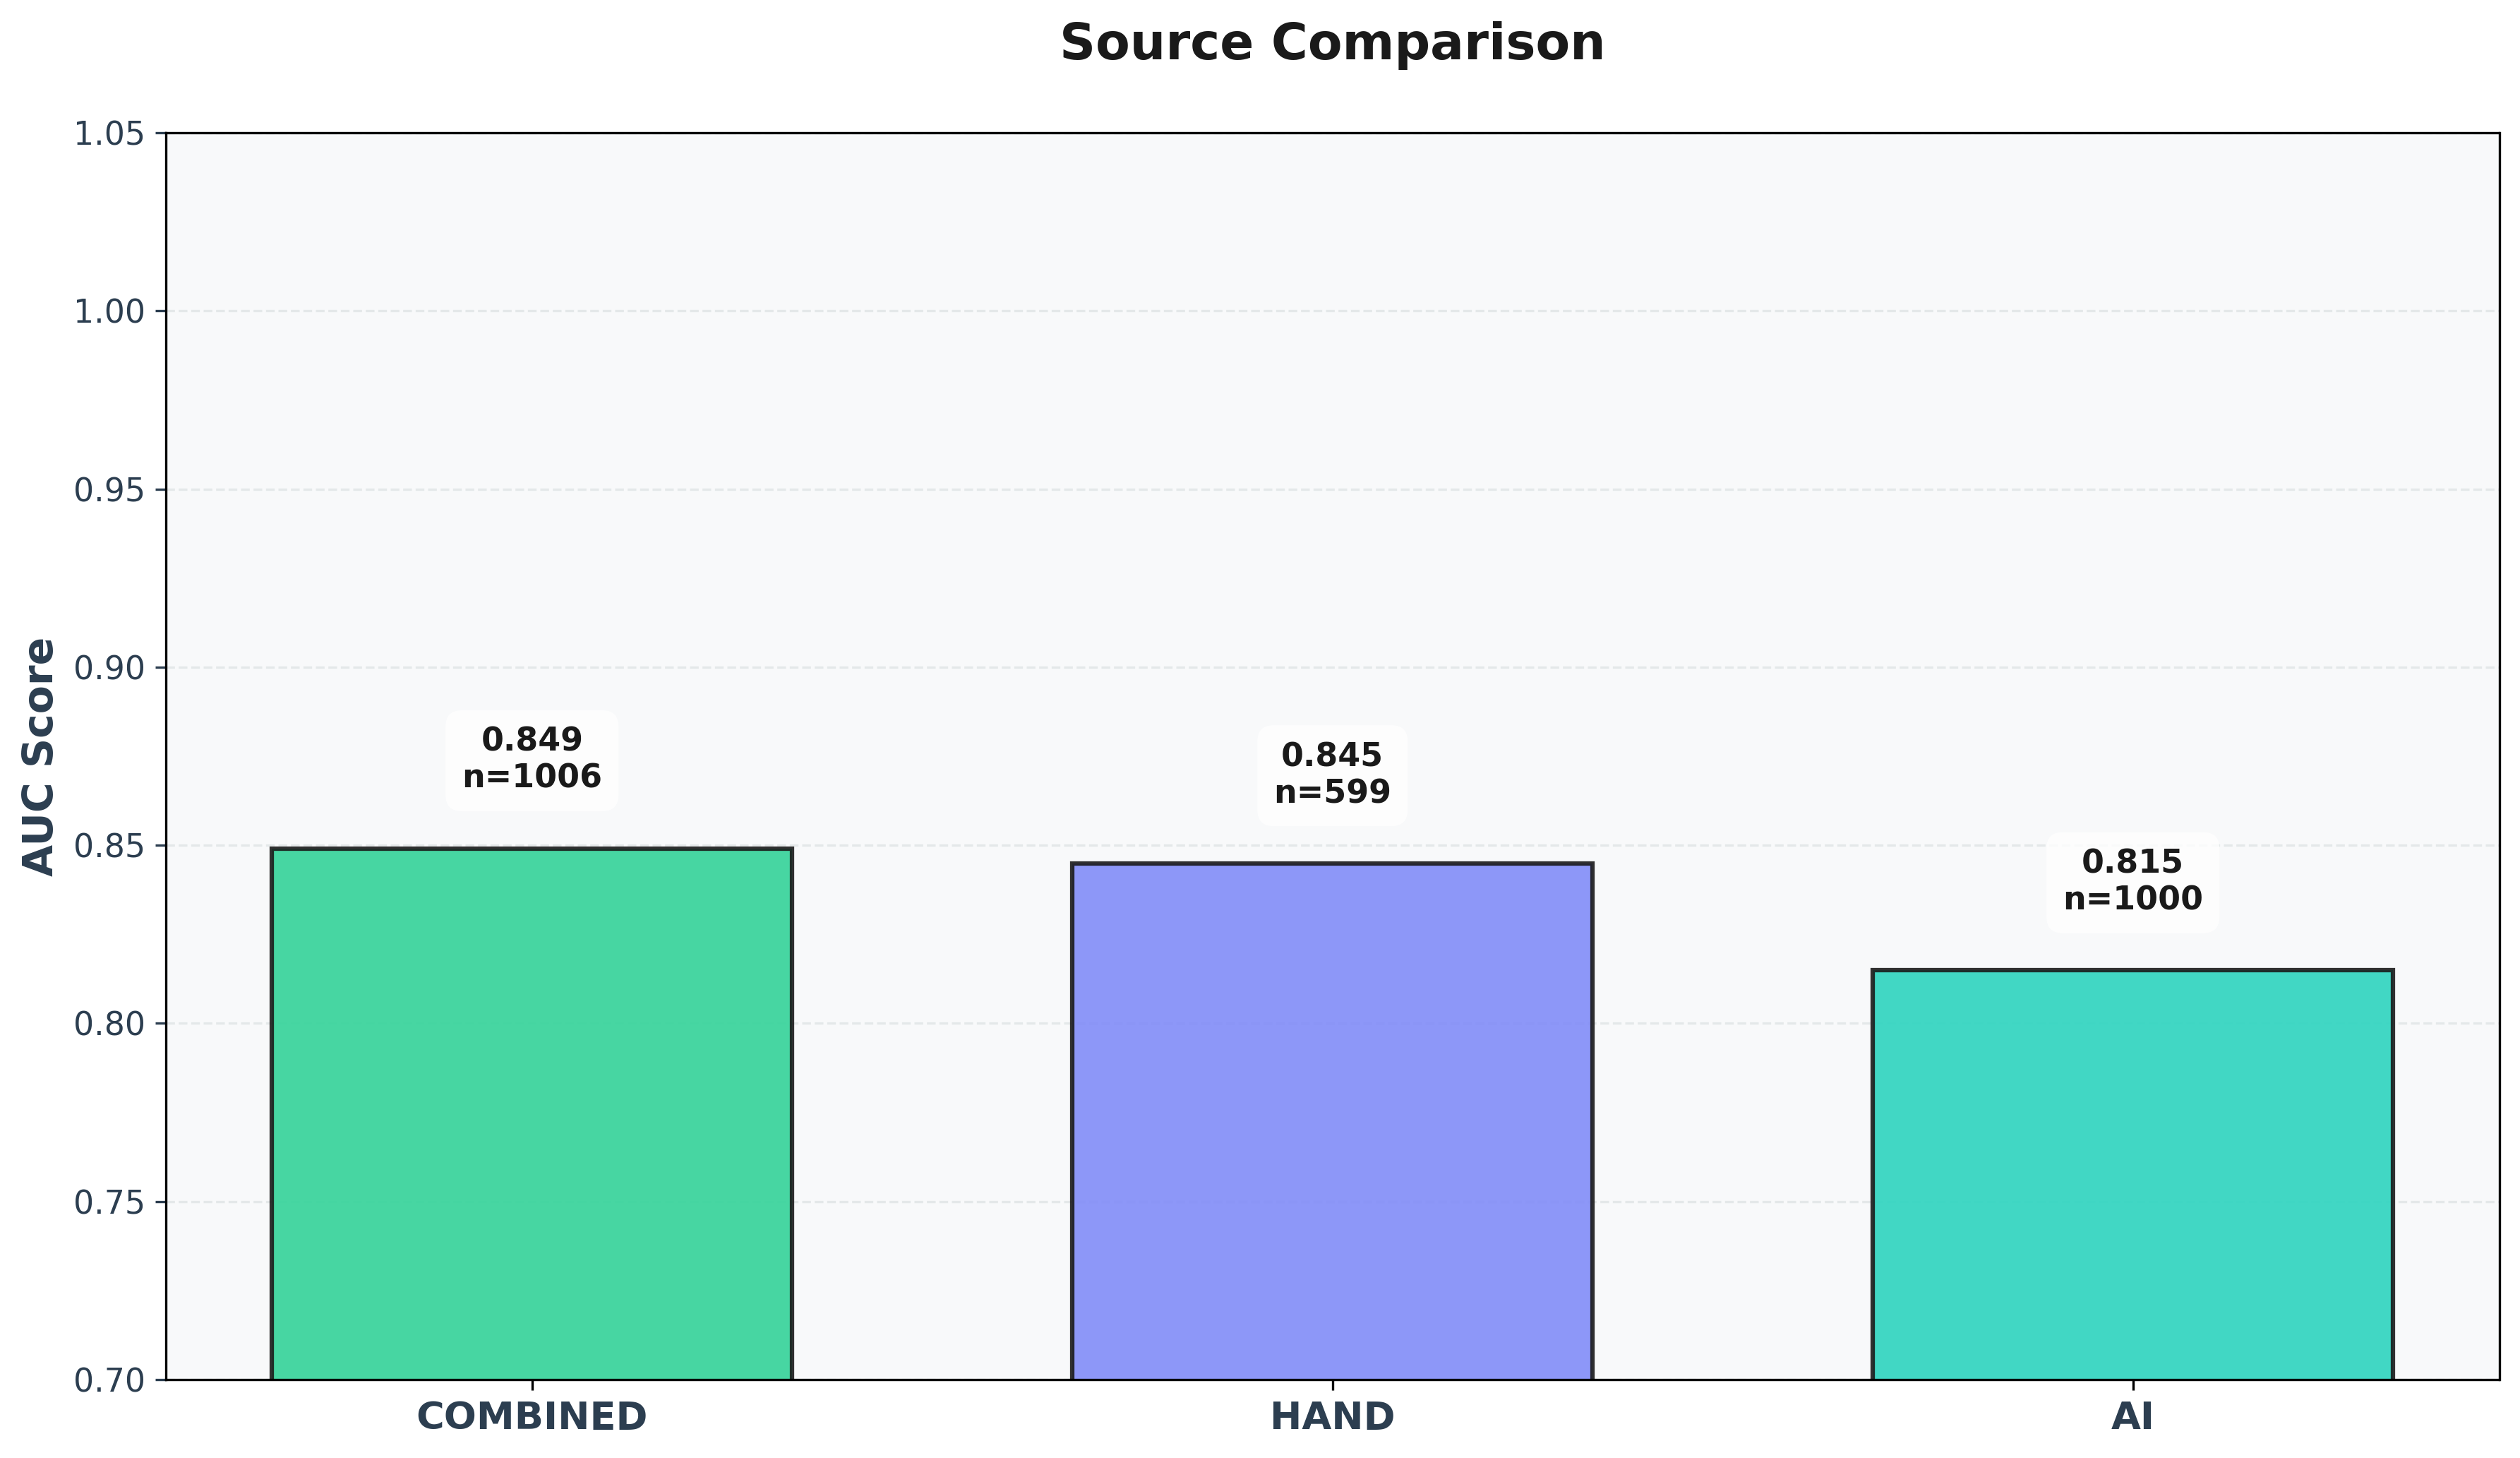 Source Comparison
1.05
1.00
0.95
0.90
0.85
0.80
0.75
0.70
AUC Score
0.849
n=1006
0.845
n=599
0.815
n=1000
COMBINED
HAND
AI